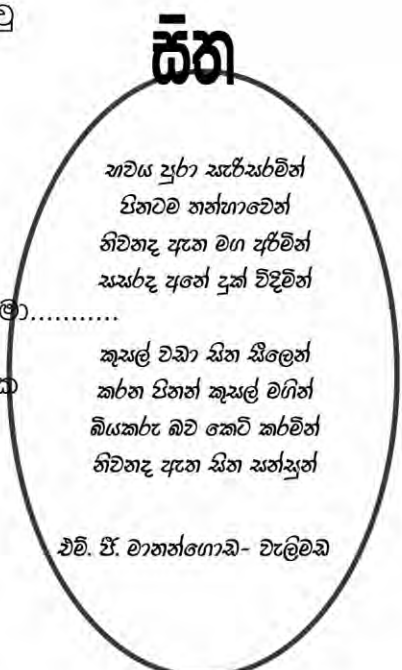 වු
සිත
භවය පුරා සැරිසරමින්
පිනටම තන්හාවෙන්
නිවනද ඇත මග අරිමින්
සසරද අනේ දුක් විදිමින්
මා...........
කුසල් වඩා සිත සීලෙන්
ක
කරන පිනත් කුසල් මගින්
බියකරු බව කෙටි කරමින්
නිවනද ඇත සිත සන්සුන්
එම්. පී. මානන්ගොඩ- වැලිමඩ